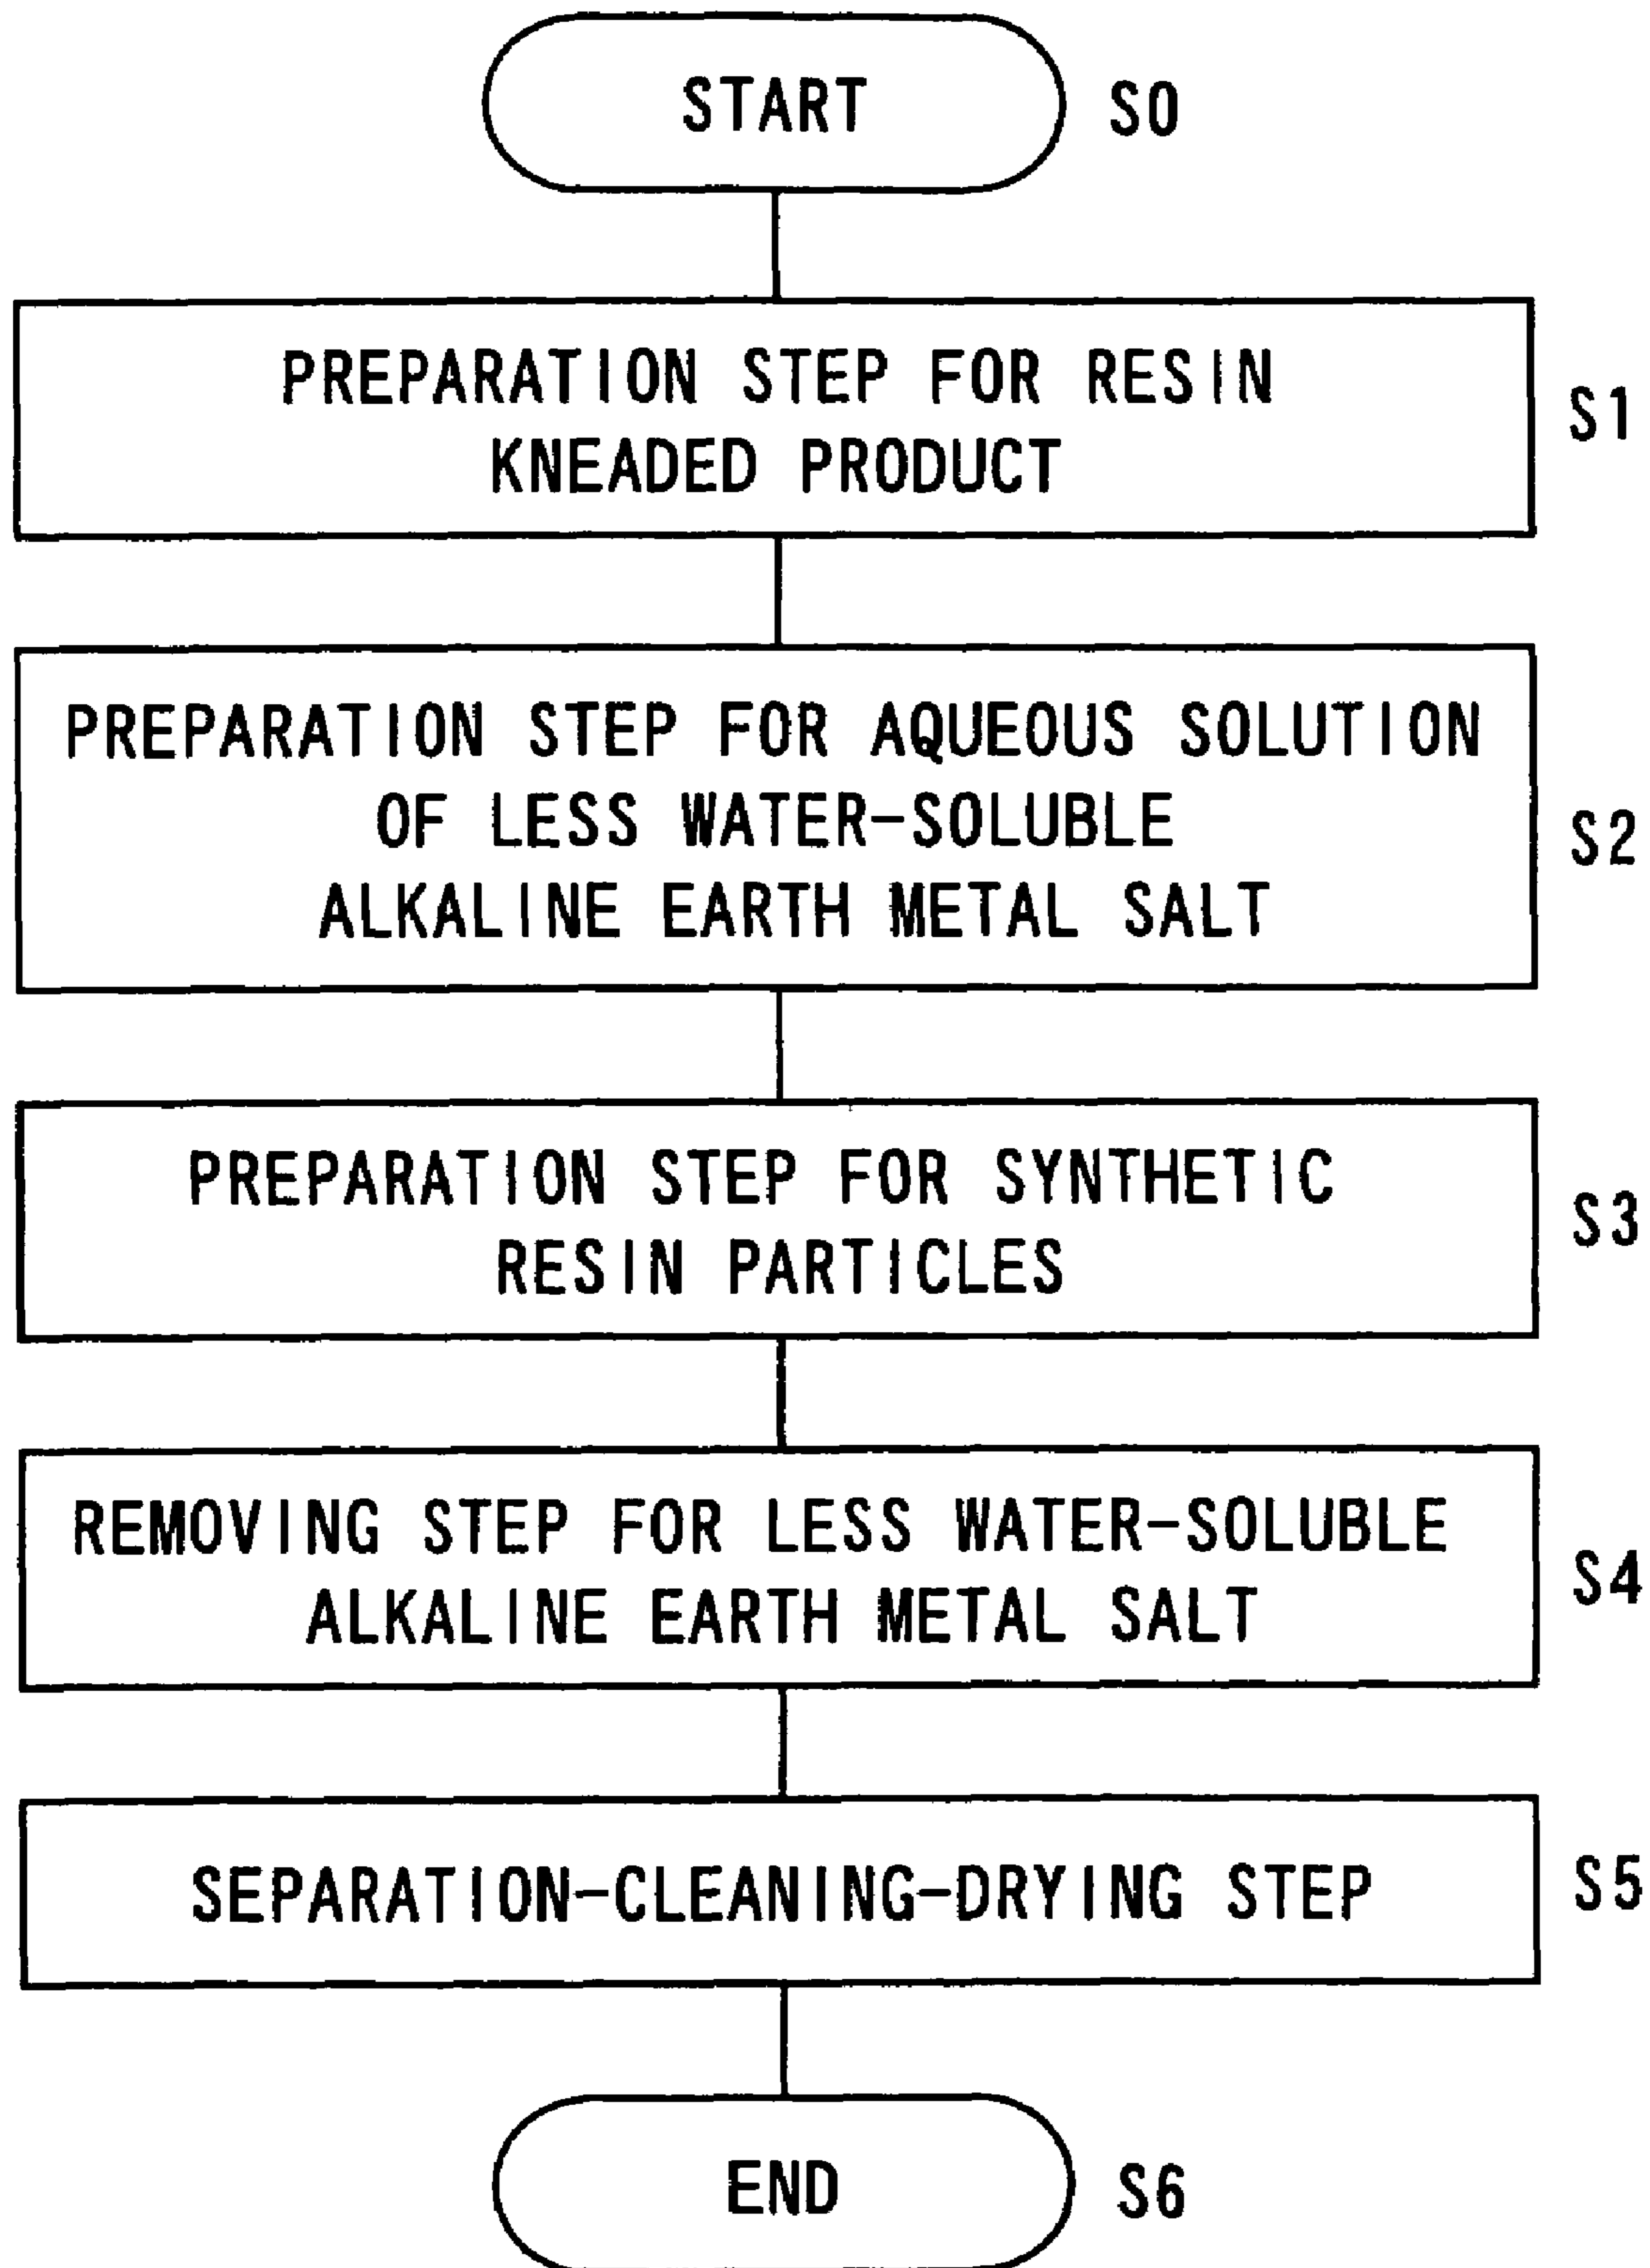 START
S0
PREPARATION STEP FOR RESIN
KNEADED PRODUCT
S1
PREPARATION STEP FOR AQUEOUS SOLUTION
OF LESS WATER-SOLUBLE
ALKALINE EARTH METAL SALT
S2
PREPARATION STEP FOR SYNTHETIC
RESIN PARTICLES
S3
REMOVING STEP FOR LESS WATER-SOLUBLE
ALKALINE EARTH METAL SALT
S4
SEPARATION-CLEANING-DRYING STEP
S5
END
S6